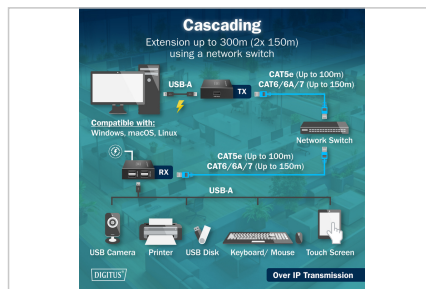 Cascading
Extension up to 300m (2x 150m)
using a network switch
CAT5e (Up to 100m)
CAT6/6A/7 (Up to 150m)
USB-A
TX
Compatible with:
Windows, macOS, Linux
Network Switch
CAT5e (Up to 100m)
CAT6/6A/7 (Up to 150m)
RX
USB-A
USB Camera
Printer
USB Disk
Keyboard/ Mouse
Touch Screen
DIGITUS®
Over IP Transmission